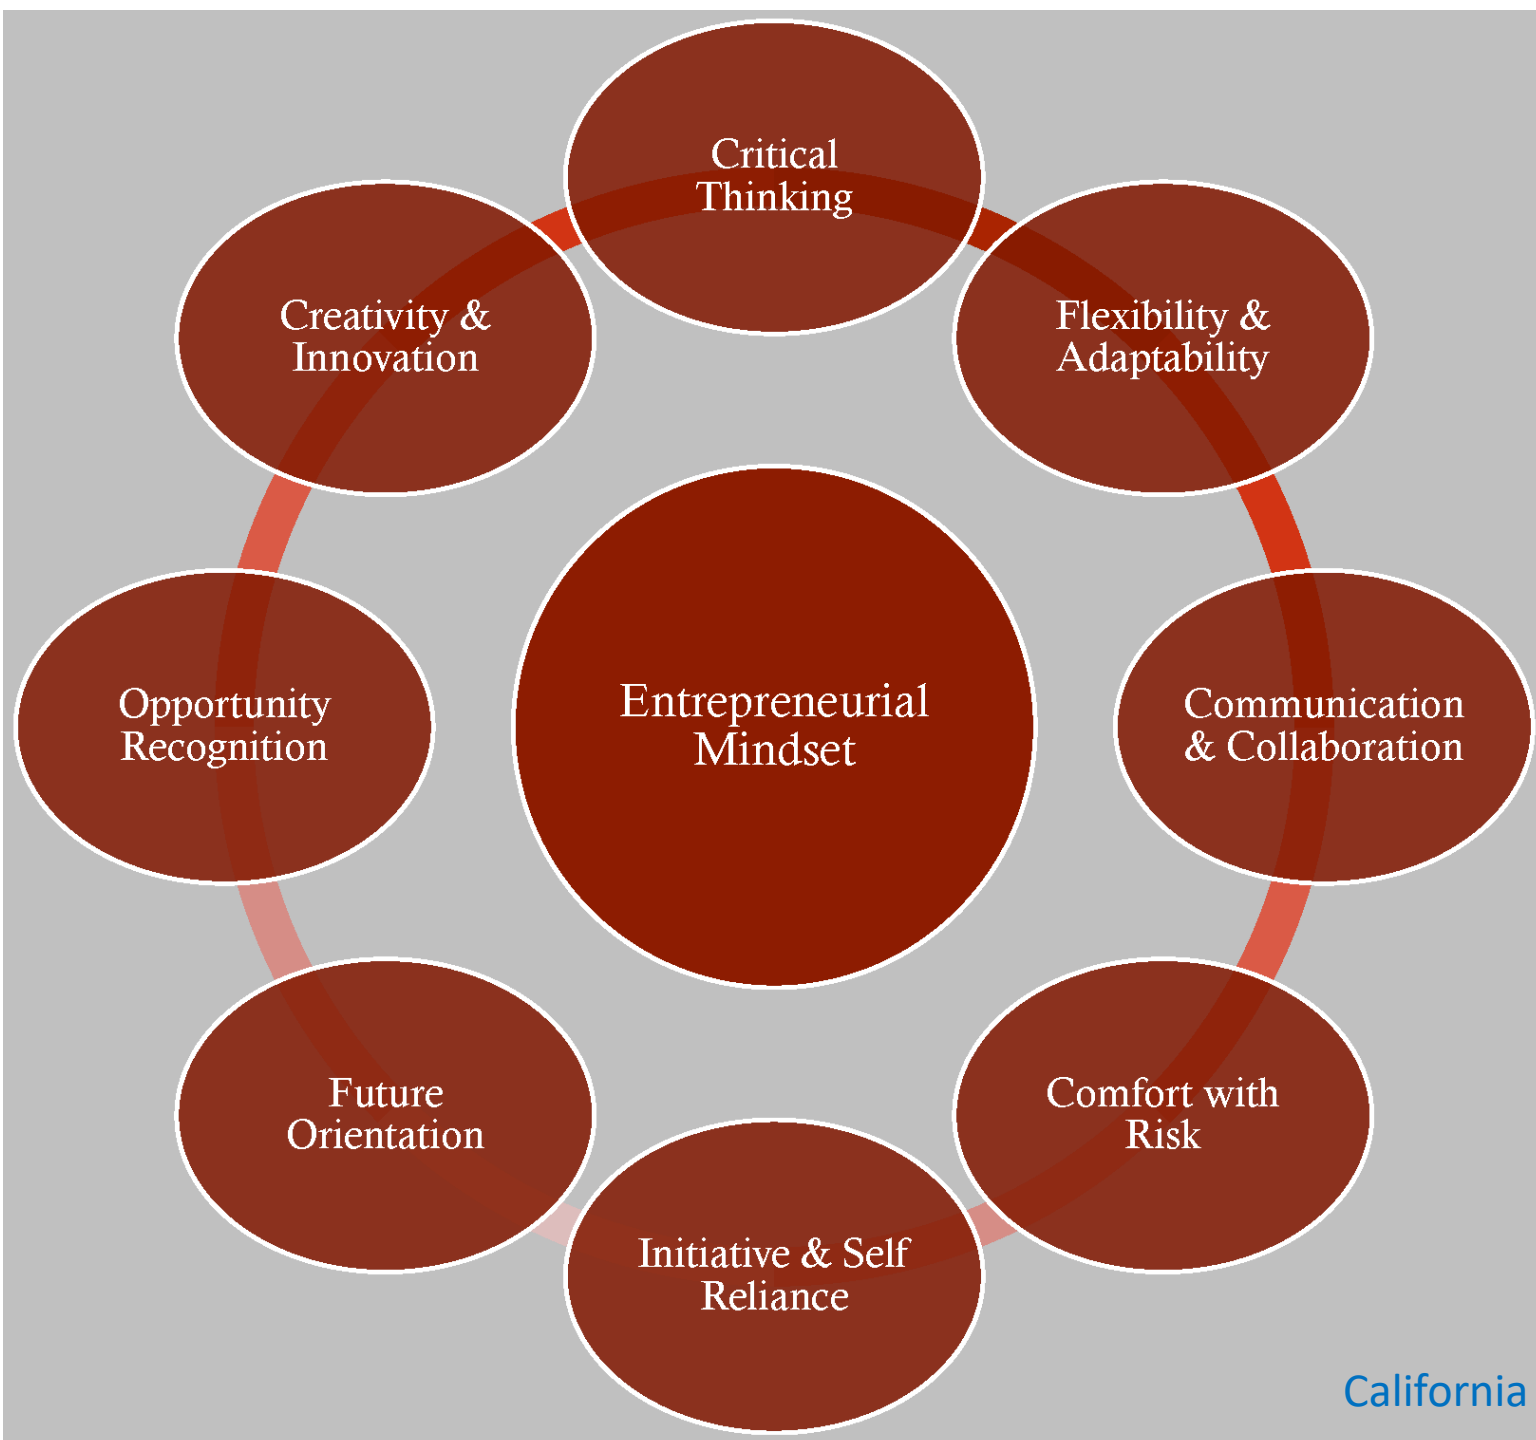 Critical
Thinking
Flexibility &
Adaptability
Communication
& Collaboration
Comfort with
Risk
Initiative & Self
Reliance
Future
Orientation
Opportunity
Recognition
Creativity &
Innovation
Entrepreneurial
Mindset
California